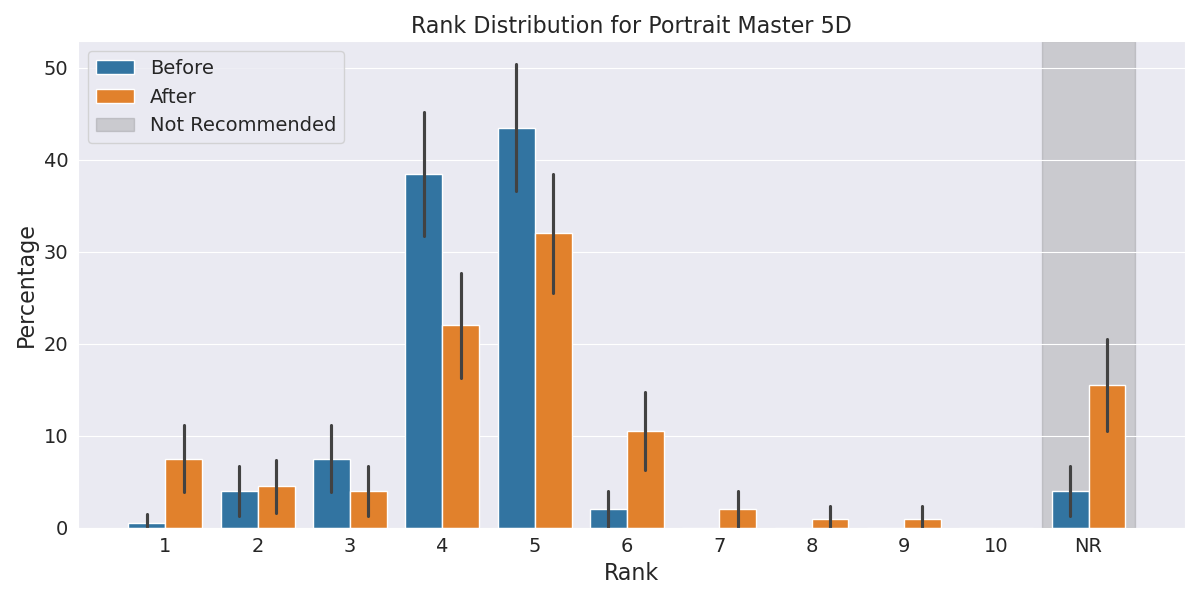 Rank Distribution for Portrait Master 5D
Before
After
Not Recommended
Percentage
50
40
30
20
10
0
1 2 3 4 5 6 7 8 9 10 NR
Rank